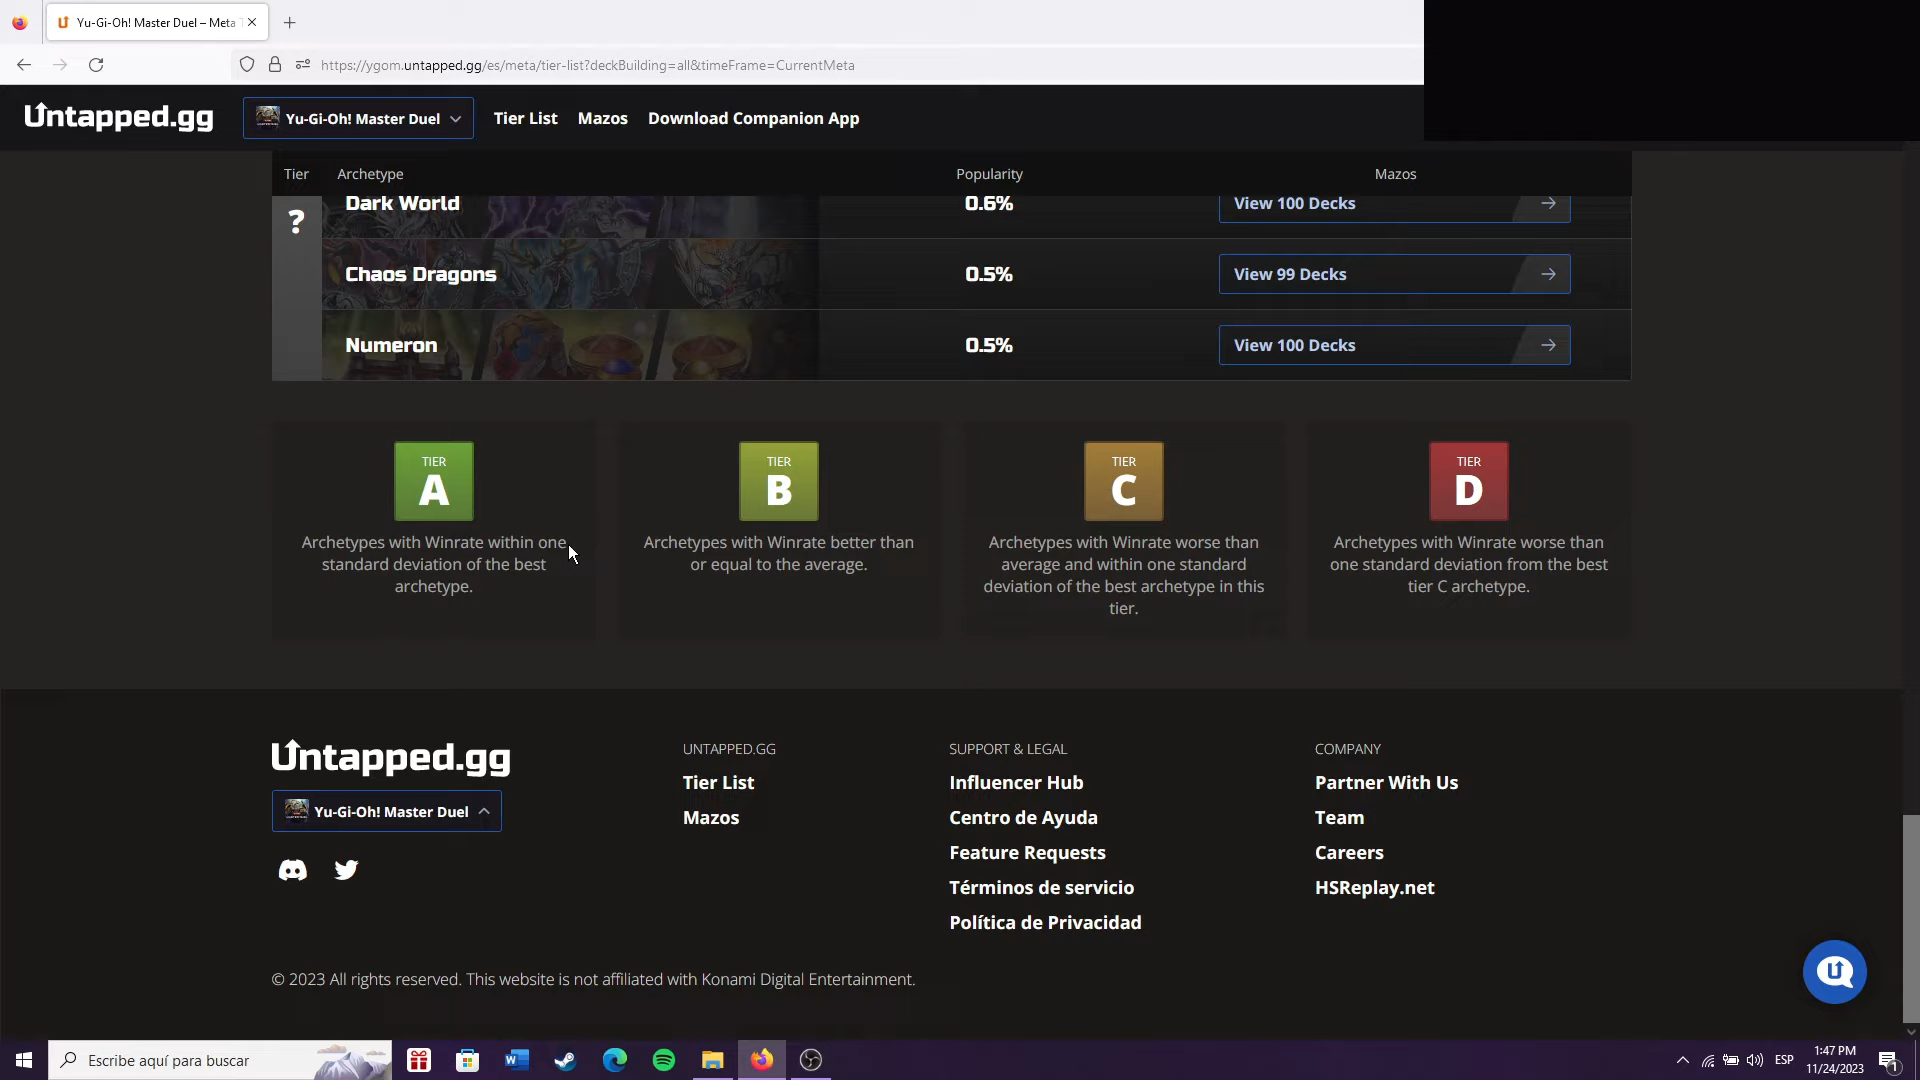 Yu-Gi-Oh! Master Duel – Meta
https://ygom.untapped.gg/es/meta/tier-list?deckBuilding=all&timeFrame=CurrentMeta
Untapped.gg
Yu-Gi-Oh! Master Duel
Tier List
Mazos
Download Companion App
Tier
Archetype
Popularity
Mazos
?
Dark World
0.6%
View 100 Decks
Chaos Dragons
0.5%
View 99 Decks
Numeron
0.5%
View 100 Decks
TIER
A
Archetypes with Winrate within one
standard deviation of the best
archetype.
TIER
B
Archetypes with Winrate better than
or equal to the average.
TIER
C
Archetypes with Winrate worse than
average and within one standard
deviation of the best archetype in this
tier.
TIER
D
Archetypes with Winrate worse than
one standard deviation from the best
tier C archetype.
Untapped.gg
Yu-Gi-Oh! Master Duel
UNTAPPED.GG
Tier List
Mazos
SUPPORT & LEGAL
Influencer Hub
Centro de Ayuda
Feature Requests
Términos de servicio
Política de Privacidad
COMPANY
Partner With Us
Team
Careers
HSReplay.net
© 2023 All rights reserved. This website is not affiliated with Konami Digital Entertainment.
Escribe aquí para buscar
ESP
1:47 PM
11/24/2023
1